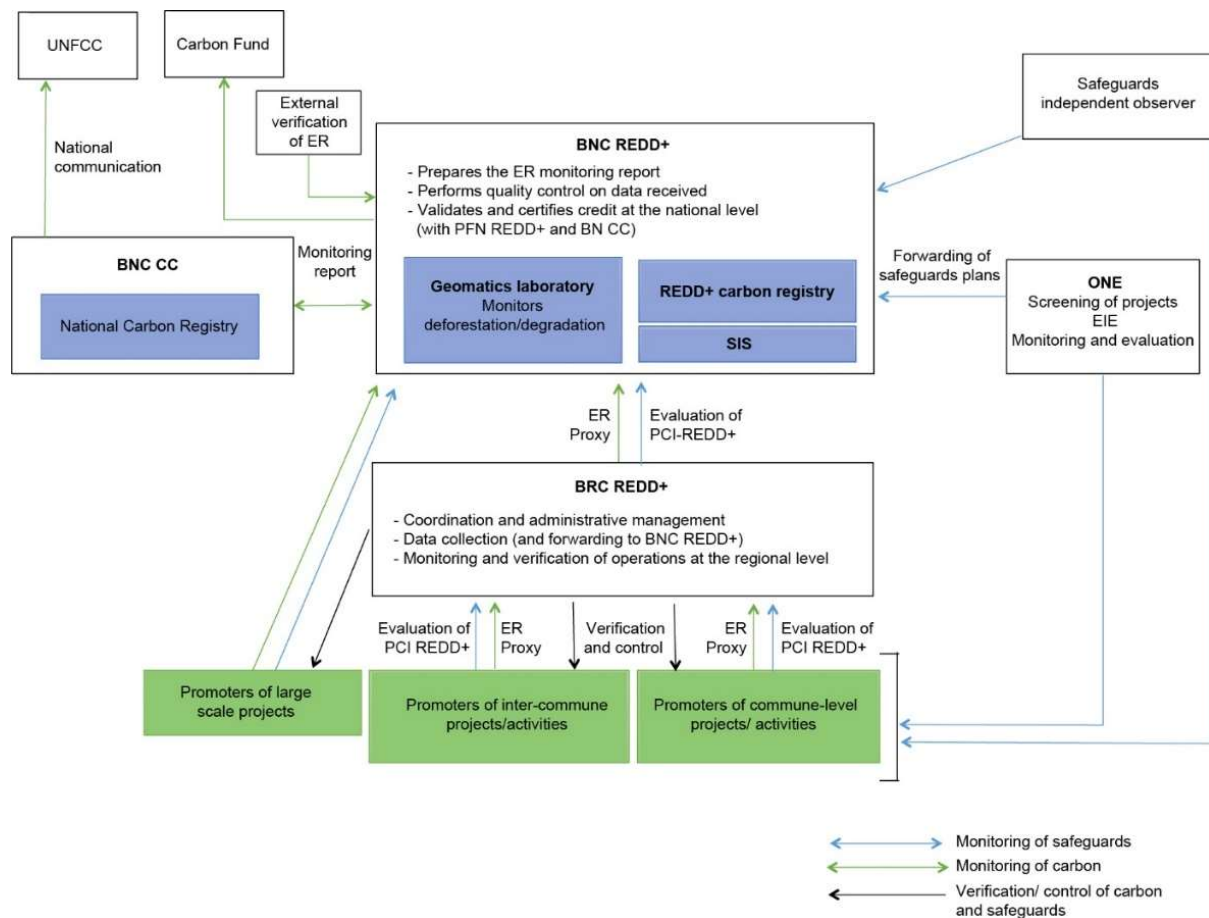 UNFCC
Carbon Fund
Safeguards
independent observer
External
verification
of ER
National
communication
BNC REDD+
- Prepares the ER monitoring report
- Performs quality control on data received
- Validates and certifies credit at the national level
(with PFN REDD+ and BN CC)
BNC CC
National Carbon Registry
Monitoring
report
Geomatics laboratory
Monitors
deforestation/degradation
REDD+ carbon registry
SIS
Forwarding of
safeguards plans
ONE
Screening of projects
EIE
Monitoring and evaluation
ER
Proxy
Evaluation of
PCI-REDD+
BRC REDD+
- Coordination and administrative management
- Data collection (and forwarding to BNC REDD+)
- Monitoring and verification of operations at the regional level
Evaluation of
PCI REDD+
ER
Proxy
Verification
and control
ER
Proxy
Evaluation of
PCI REDD+
Promoters of large
scale projects
Promoters of inter-commune
projects/activities
Promoters of commune-level
projects/ activities
Monitoring of safeguards
Monitoring of carbon
Verification/ control of carbon
and safeguards